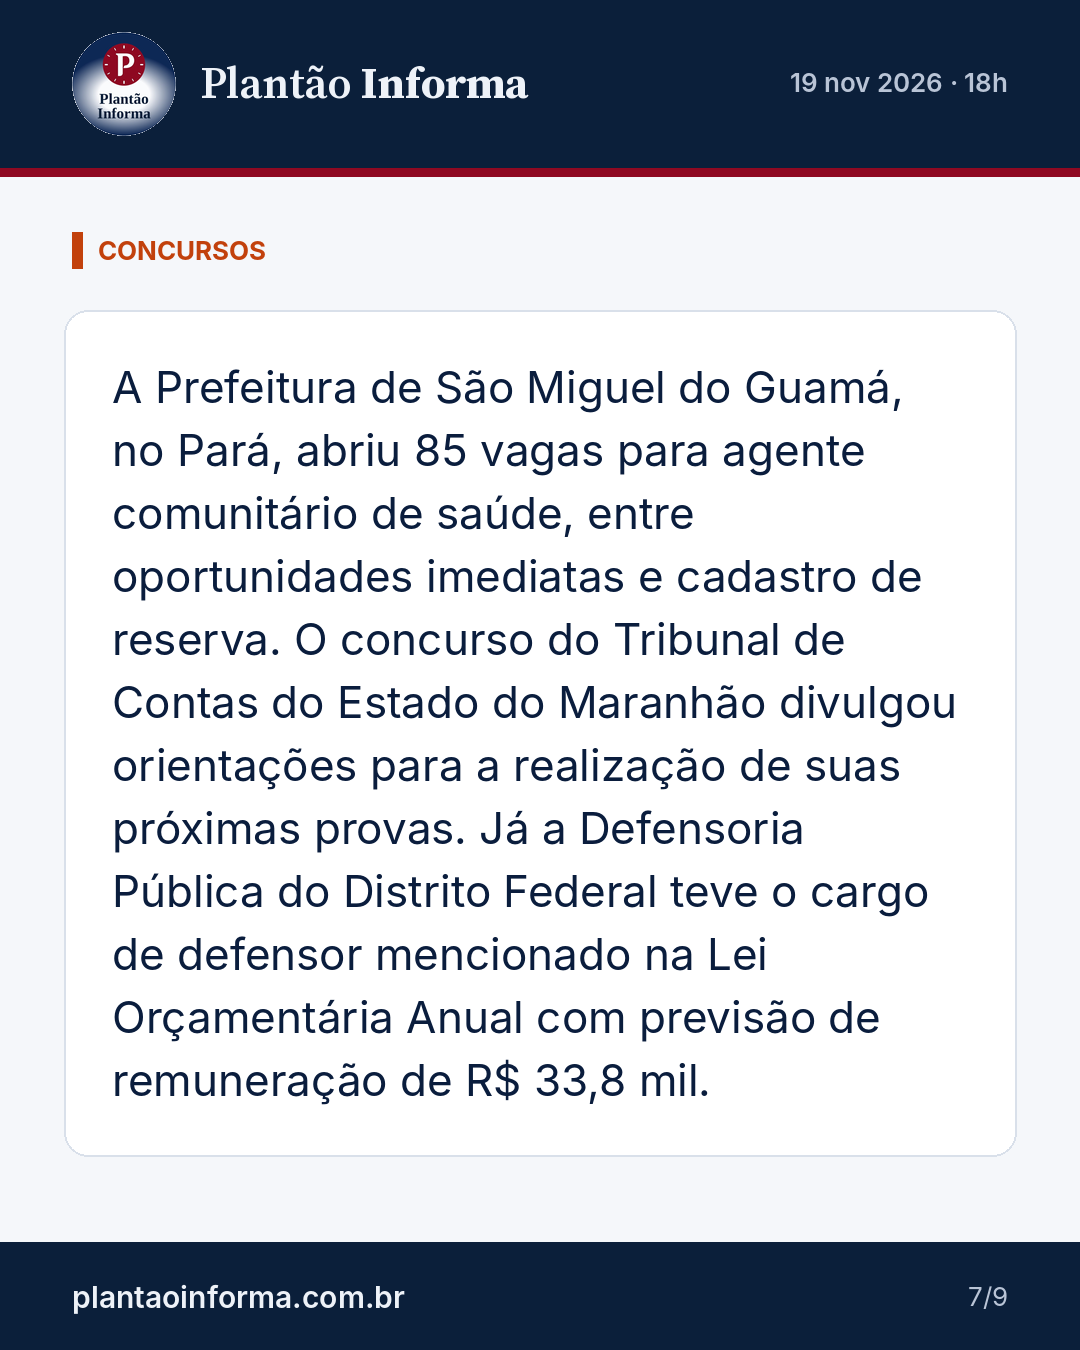 P
Plantão
Informa
Plantão Informa
19 nov 2026 · 18h
CONCURSOS
A Prefeitura de São Miguel do Guamá,
no Pará, abriu 85 vagas para agente
comunitário de saúde, entre
oportunidades imediatas e cadastro de
reserva. O concurso do Tribunal de
Contas do Estado do Maranhão divulgou
orientações para a realização de suas
próximas provas. Já a Defensoria
Pública do Distrito Federal teve o cargo
de defensor mencionado na Lei
Orçamentária Anual com previsão de
remuneração de R$ 33,8 mil.
plantaoinforma.com.br
7/9